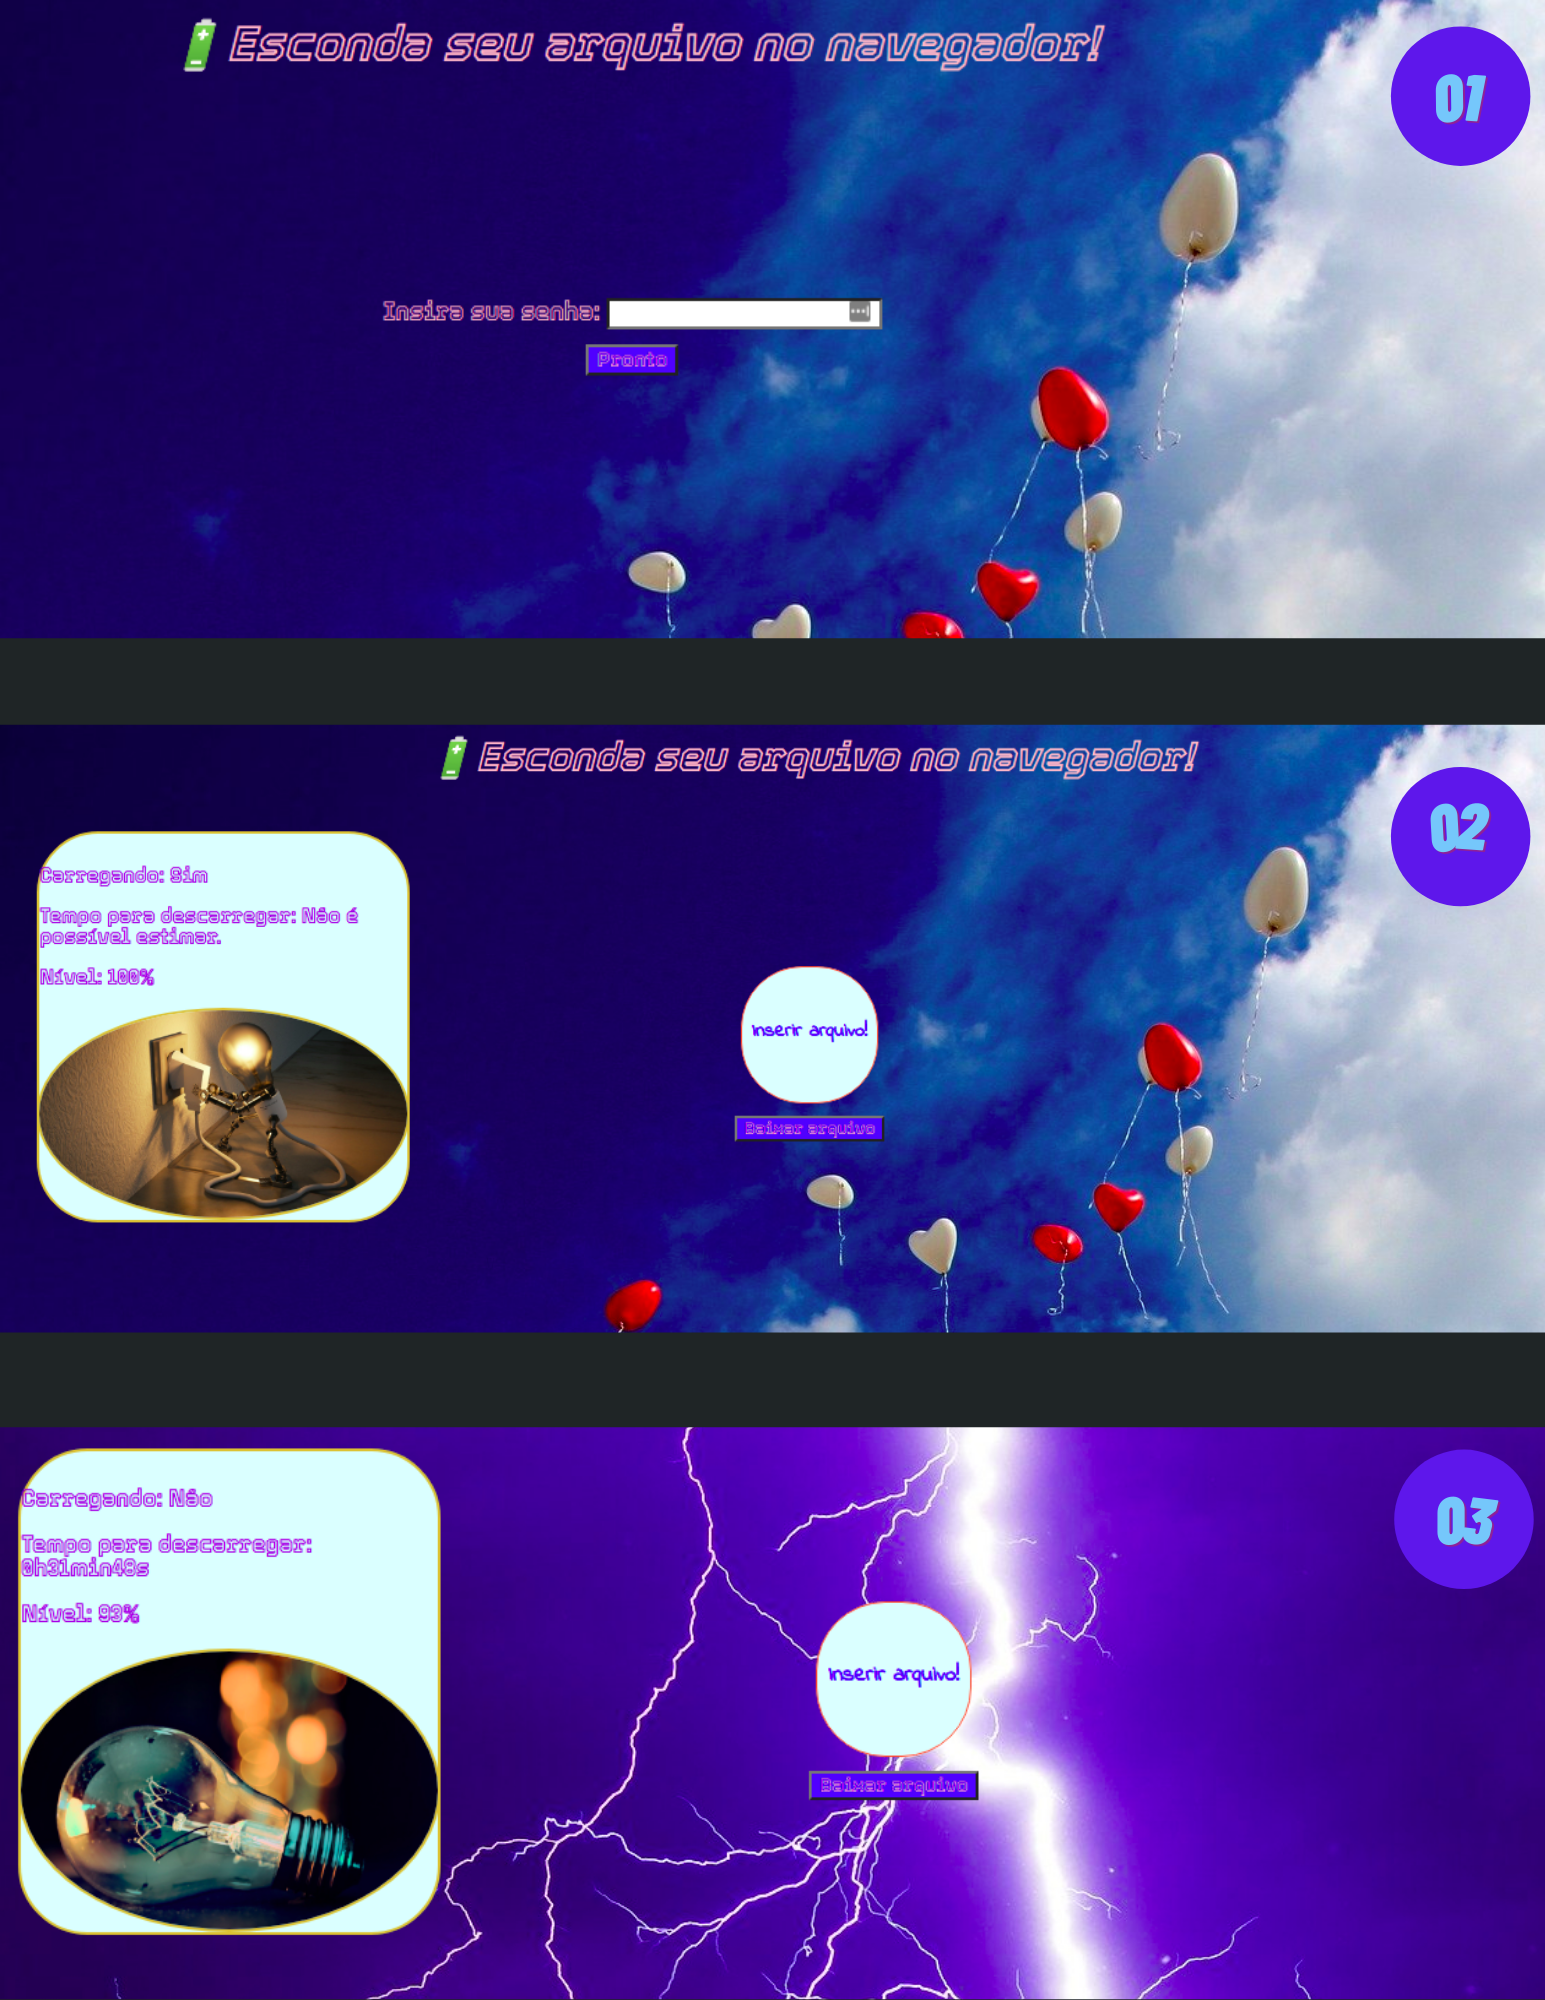 Esconda seu arquivo no navegador!
01
Insira sua senha:
Pronto
Esconda seu arquivo no navegador!
02
Carregando: Sim
Tempo para descarregar: Não é
possível estimar.
Nível: 100%
Inserir arquivo!
Baixar arquivo
03
Carregando: Não
Tempo para descarregar:
0h31min48s
Nível: 93%
Inserir arquivo!
Baixar arquivo